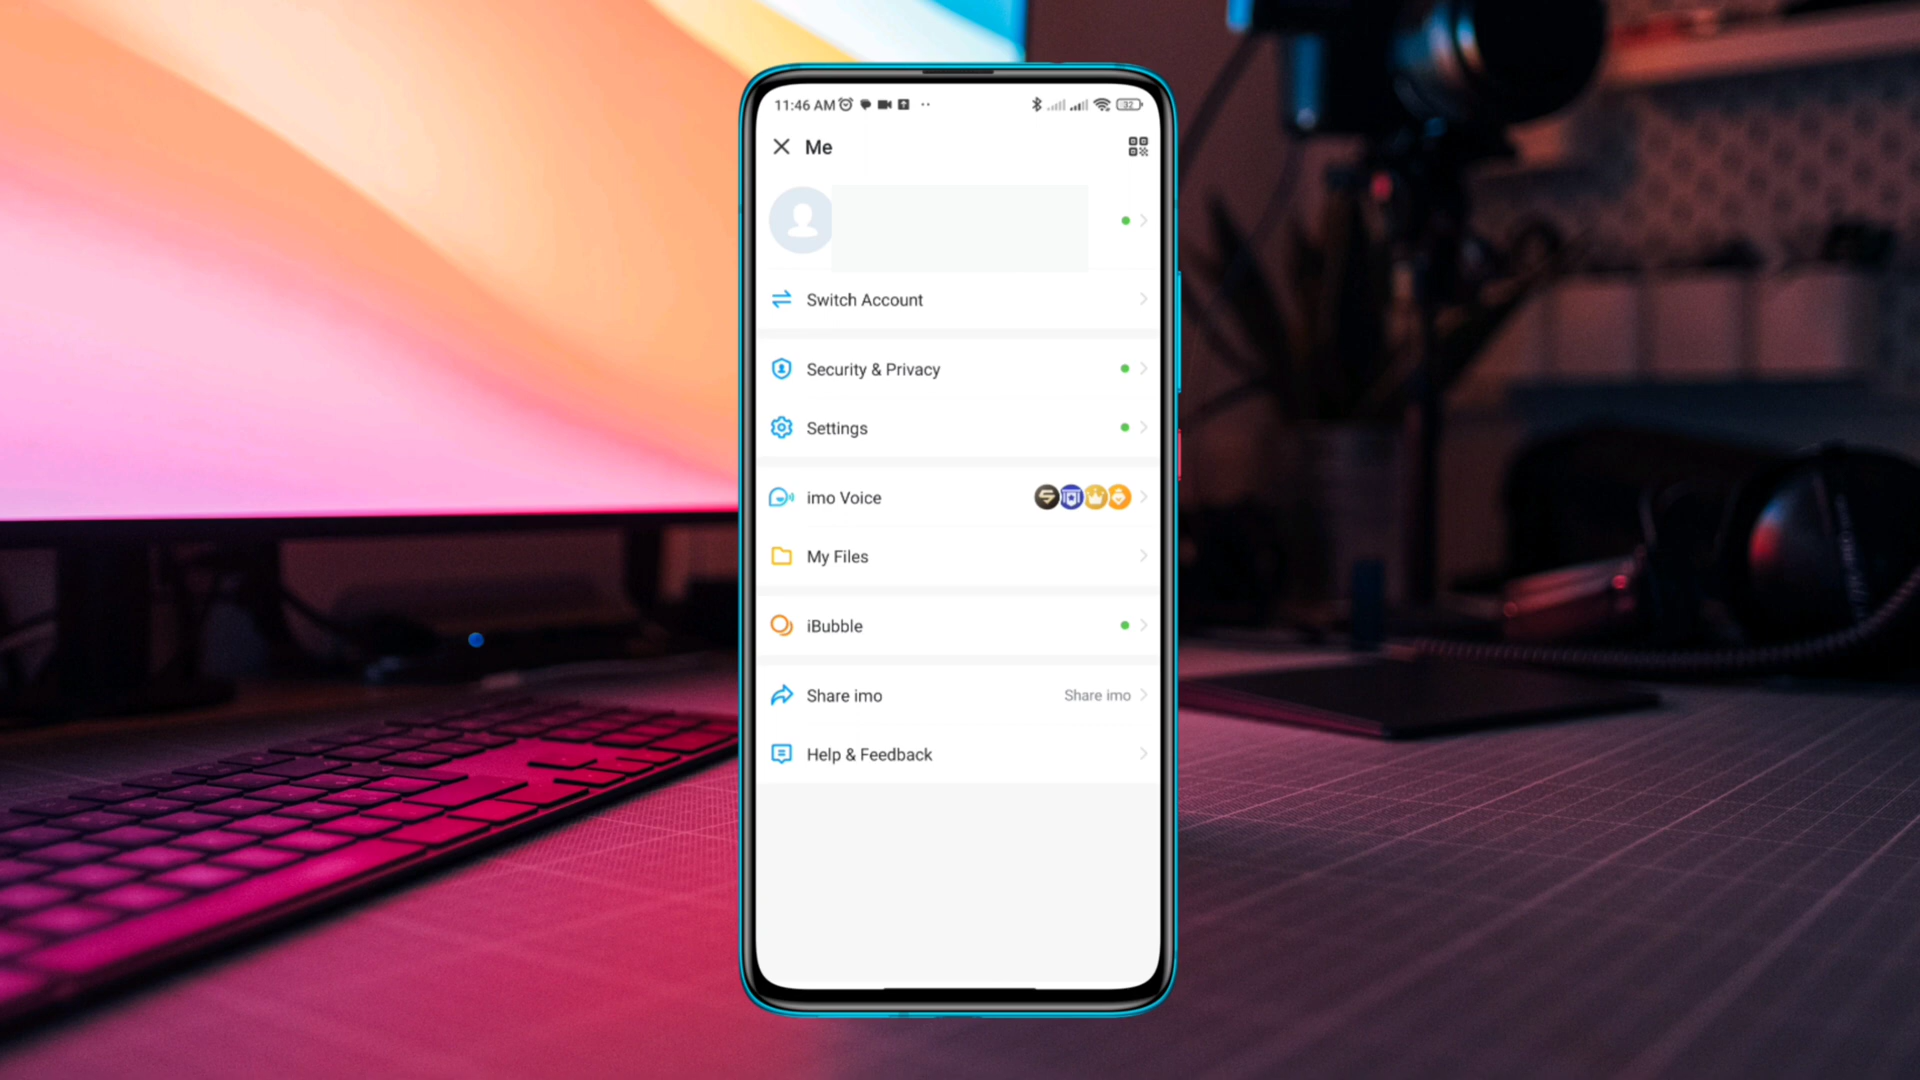 11:46 AM
32
Me
Switch Account
Security & Privacy
Settings
imo Voice
My Files
iBubble
Share imo Share imo
Help & Feedback